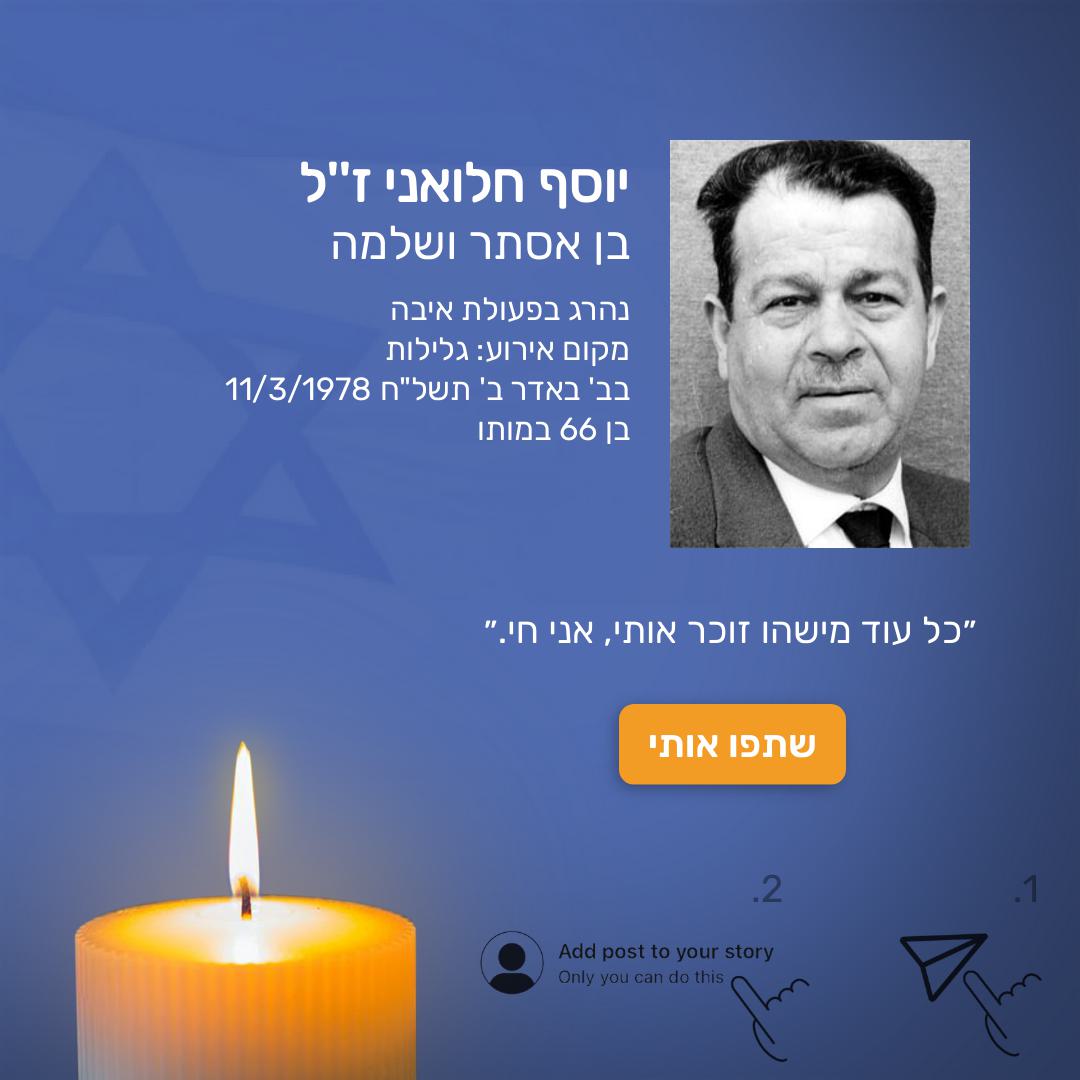 יוסף חלואני ז"ל
בן אסתר ושלמה
נהרג בפעולת איבה
מקום אירוע: גלילות
בב' באדר ב' תשל"ח 11/3/1978
בן 66 במותו
״כל עוד מישהו זוכר אותי, אני חי.״
שתפו אותי
1.
2.
Add post to your story
Only you can do this